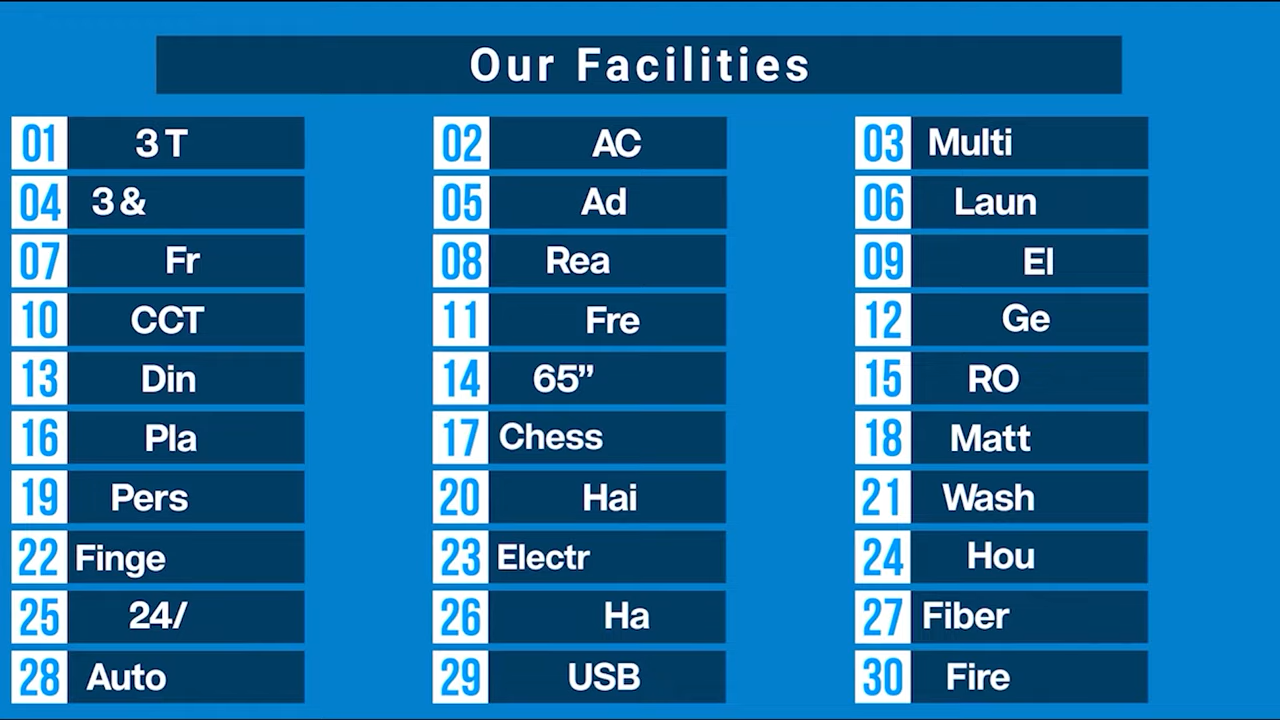 Our Facilities
01 3 T
02 AC
03 Multi
04 3 &
05 Ad
06 Laun
07 Fr
08 Rea
09 El
10 CCT
11 Fre
12 Ge
13 Din
14 65”
15 RO
16 Pla
17 Chess
18 Matt
19 Pers
20 Hai
21 Wash
22 Finge
23 Electr
24 Hou
25 24/
26 Ha
27 Fiber
28 Auto
29 USB
30 Fire